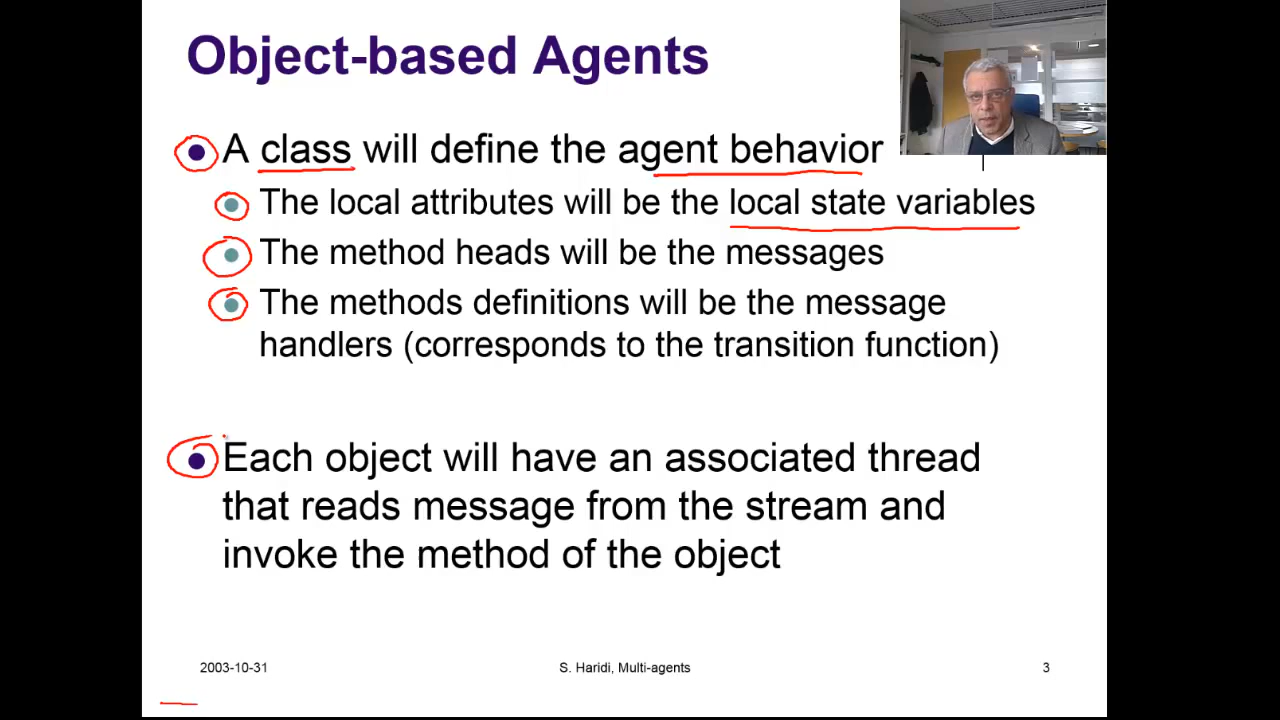 Object-based Agents
A class will define the agent behavior
The local attributes will be the local state variables
The method heads will be the messages
The methods definitions will be the message
handlers (corresponds to the transition function)
Each object will have an associated thread
that reads message from the stream and
invoke the method of the object
2003-10-31
S. Haridi, Multi-agents
3